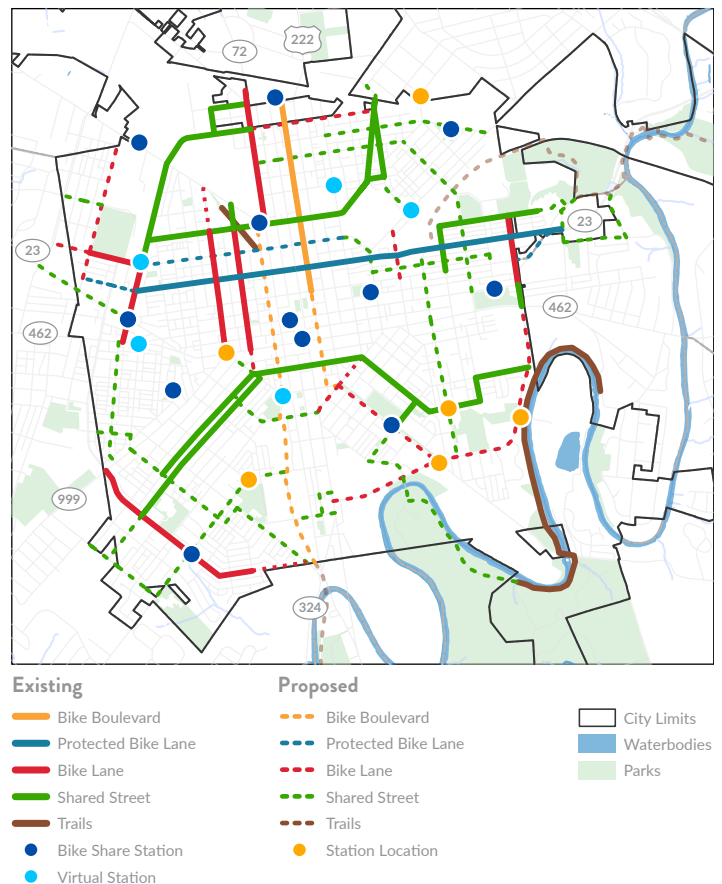 72
222
23
23
462
462
999
324
Existing
Bike Boulevard
Protected Bike Lane
Bike Lane
Shared Street
Trails
Bike Share Station
Virtual Station
Proposed
Bike Boulevard
Protected Bike Lane
Bike Lane
Shared Street
Trails
Station Location
City Limits
Waterbodies
Parks